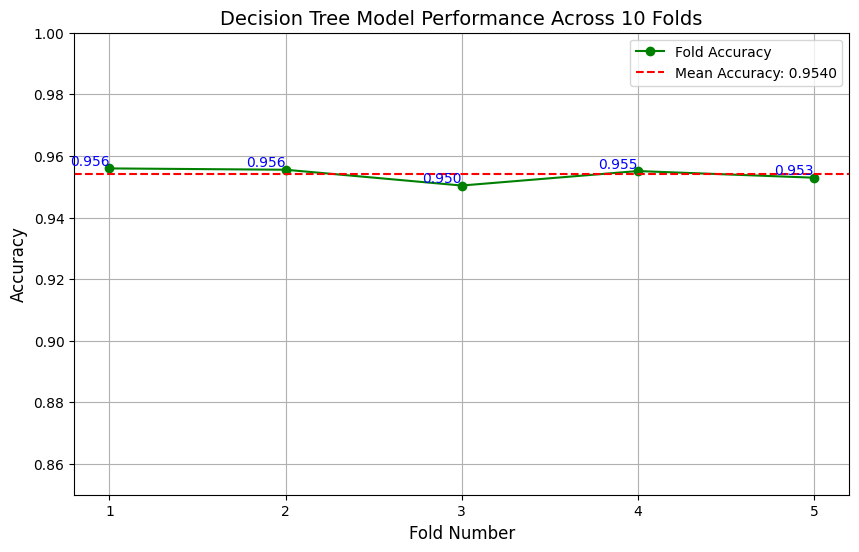 Decision Tree Model Performance Across 10 Folds
Fold Accuracy
Mean Accuracy: 0.9540
1.00
0.98
0.96
0.94
0.92
0.90
0.88
0.86
Accuracy
0.956
0.956
0.950
0.955
0.953
1 2 3 4 5
Fold Number